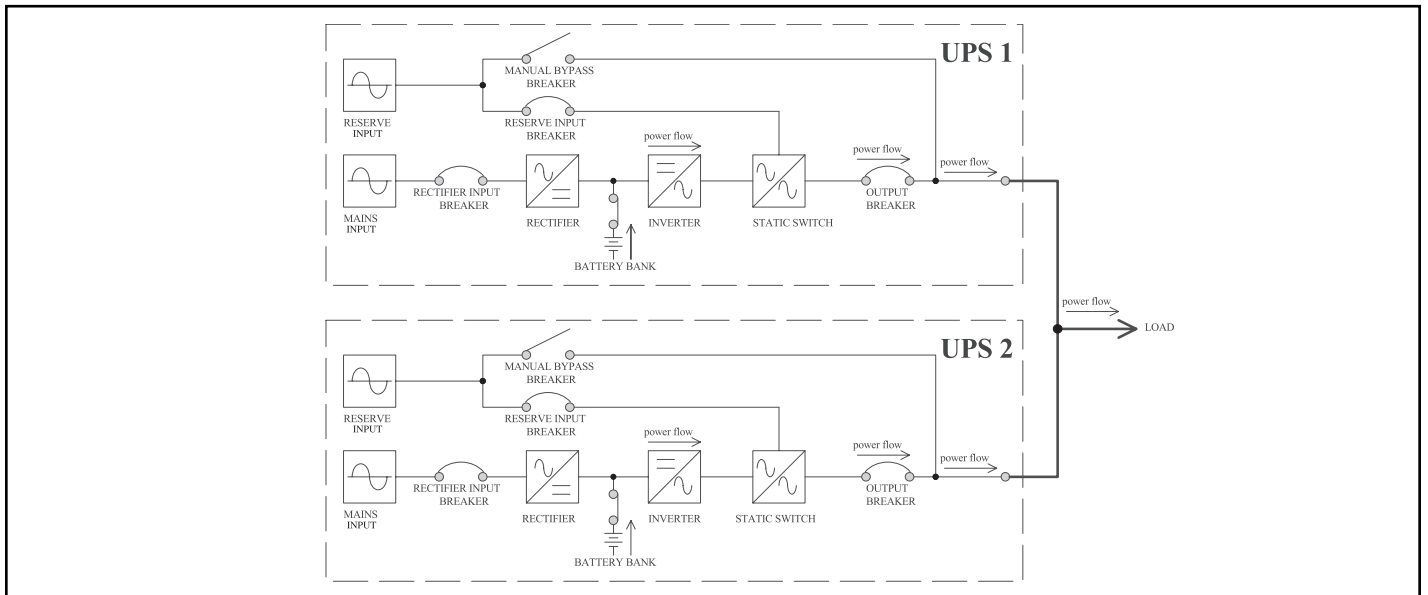 UPS 1
MANUAL BYPASS
BREAKER
RESERVE
INPUT
RESERVE INPUT
BREAKER
power flow
power flow
power flow
RECTIFIER INPUT
BREAKER
OUTPUT
BREAKER
MAINS
INPUT
RECTIFIER
INVERTER
STATIC SWITCH
BATTERY BANK
power flow
LOAD
UPS 2
MANUAL BYPASS
BREAKER
RESERVE
INPUT
RESERVE INPUT
BREAKER
power flow
power flow
power flow
RECTIFIER INPUT
BREAKER
OUTPUT
BREAKER
MAINS
INPUT
RECTIFIER
INVERTER
STATIC SWITCH
BATTERY BANK